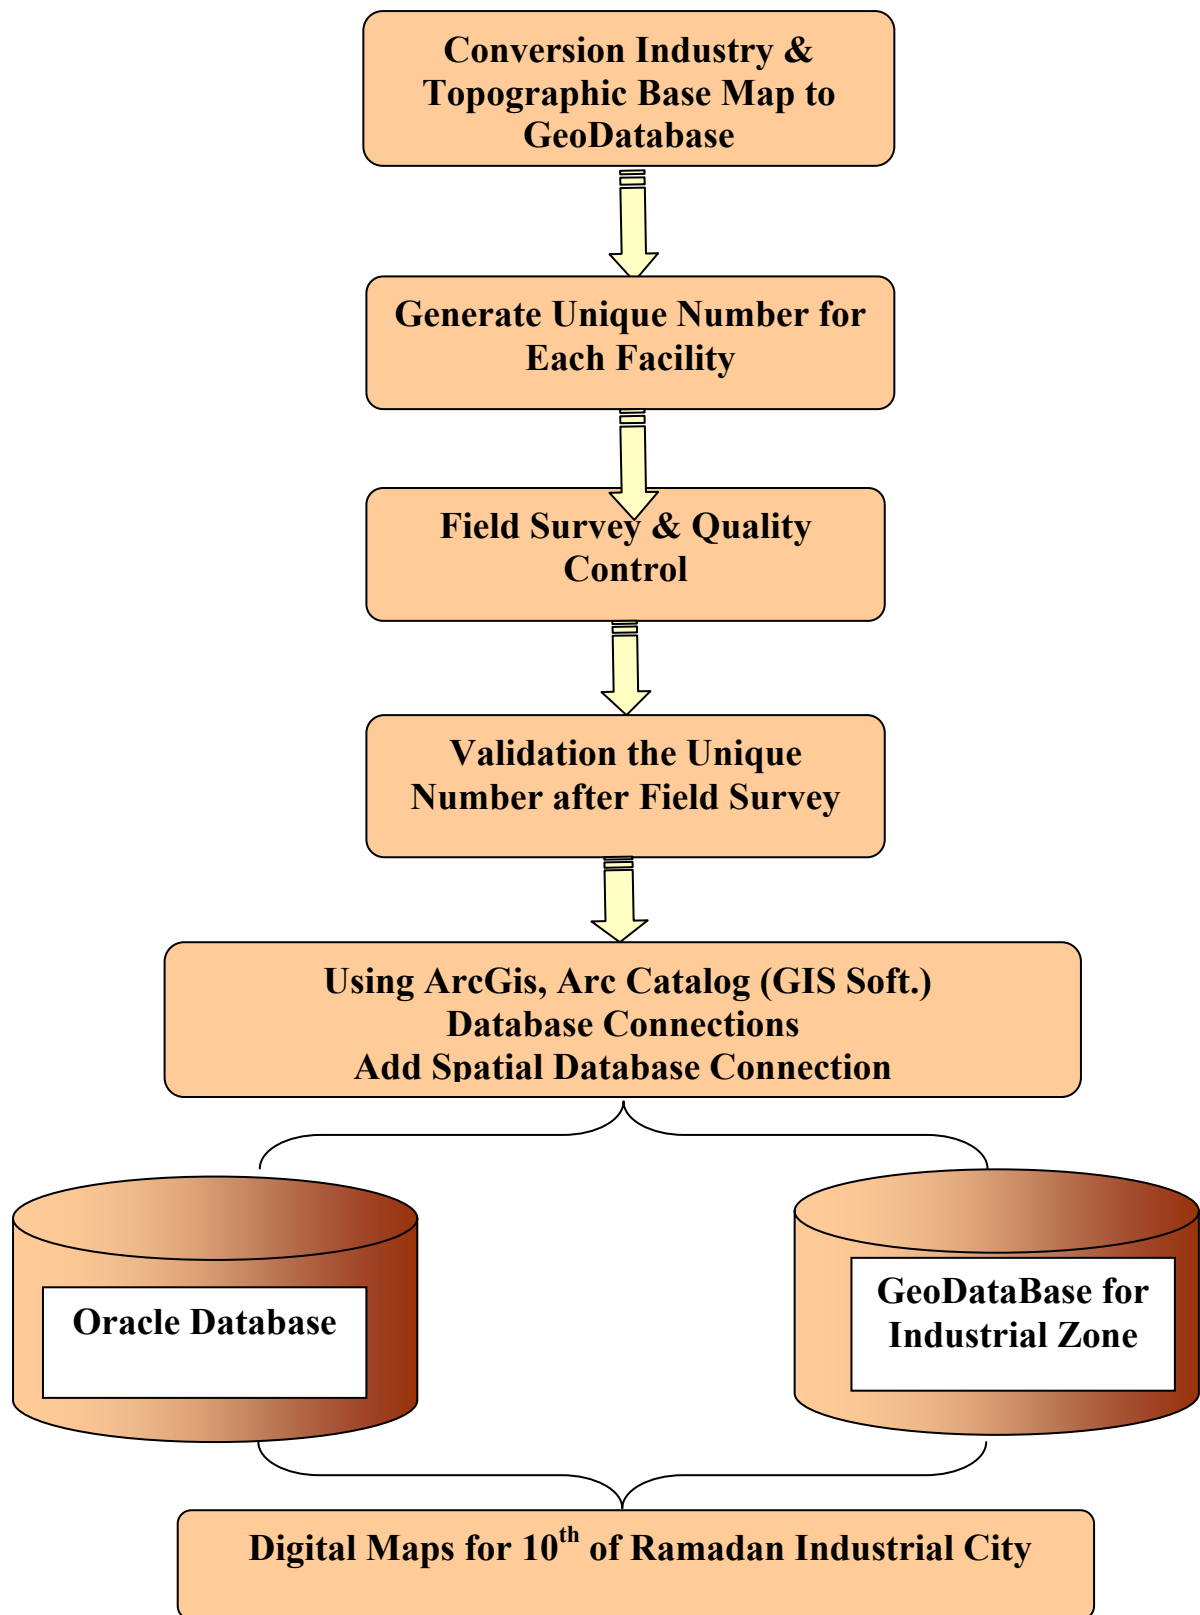 Conversion Industry &
Topographic Base Map to
GeoDatabase
Generate Unique Number for
Each Facility
Field Survey & Quality
Control
Validation the Unique
Number after Field Survey
Using ArcGis, Arc Catalog (GIS Soft.)
Database Connections
Add Spatial Database Connection
Oracle Database
GeoDataBase for
Industrial Zone
Digital Maps for 10th of Ramadan Industrial City